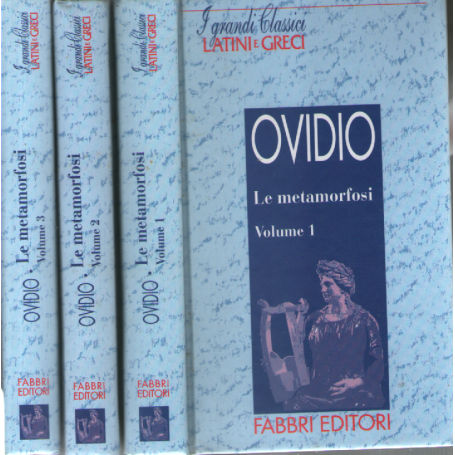 I grandi Classici
LATINI E GRECI
OVIDIO • Le metamorfosi
Volume 3
FABBRI
EDITORI
I grandi Classici
LATINI E GRECI
OVIDIO • Le metamorfosi
Volume 2
FABBRI
EDITORI
I grandi Classici
LATINI E GRECI
OVIDIO • Le metamorfosi
Volume 1
FABBRI
EDITORI
I grandi Classici
LATINI E GRECI
OVIDIO
Le metamorfosi
Volume 1
FABBRI EDITORI